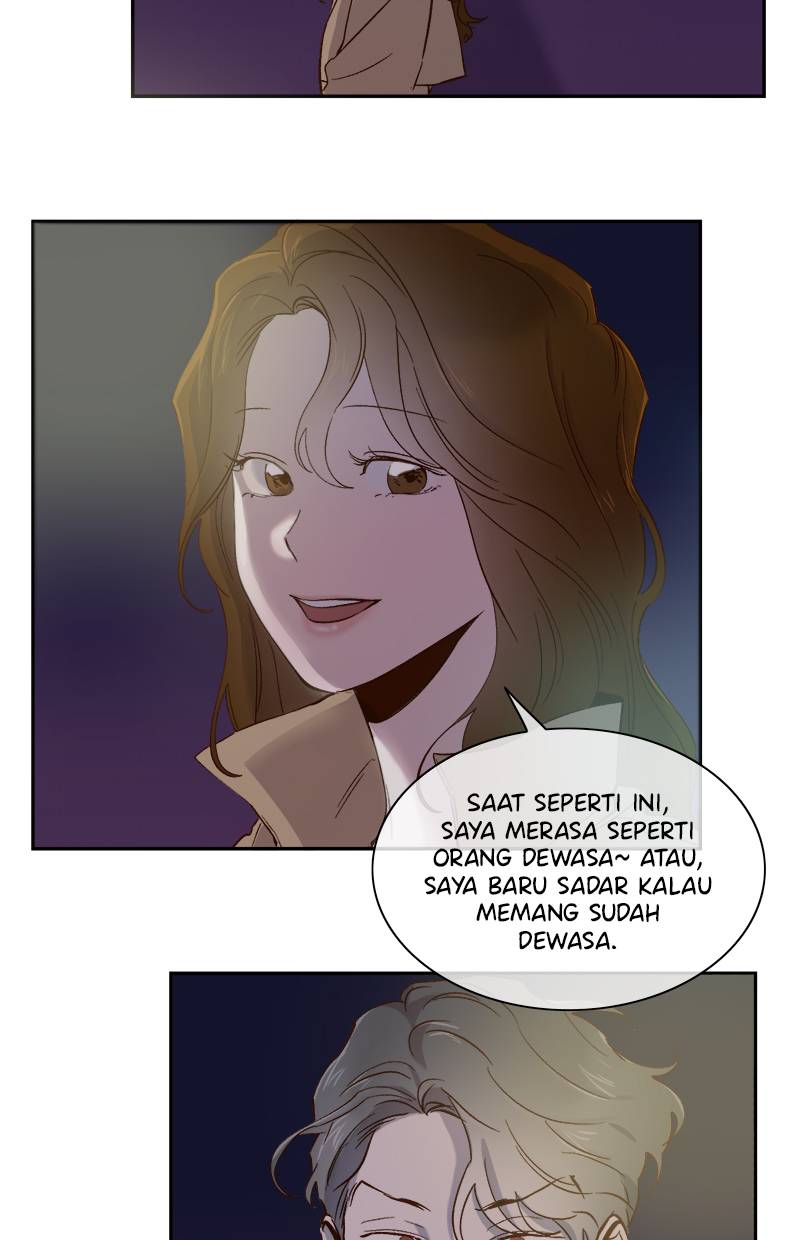 SAAT SEPERTI INI,
SAYA MERASA SEPERTI
ORANG DEWASA~ ATAU,
SAYA BARU SADAR KALAU
MEMANG SUDAH
DEWASA.